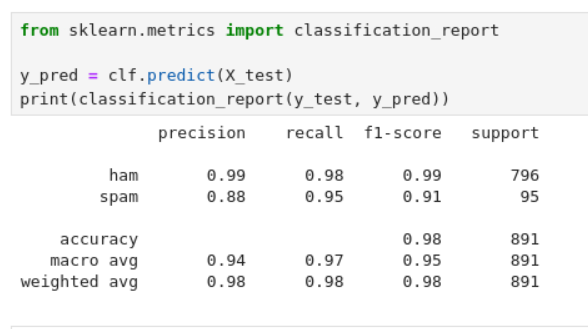 from sklearn.metrics import classification_report
y_pred = clf.predict(X_test)
print(classification_report(y_test, y_pred))
precision recall f1-score support
ham 0.99 0.98 0.99 796
spam 0.88 0.95 0.91 95
accuracy 0.98 891
macro avg 0.94 0.97 0.95 891
weighted avg 0.98 0.98 0.98 891